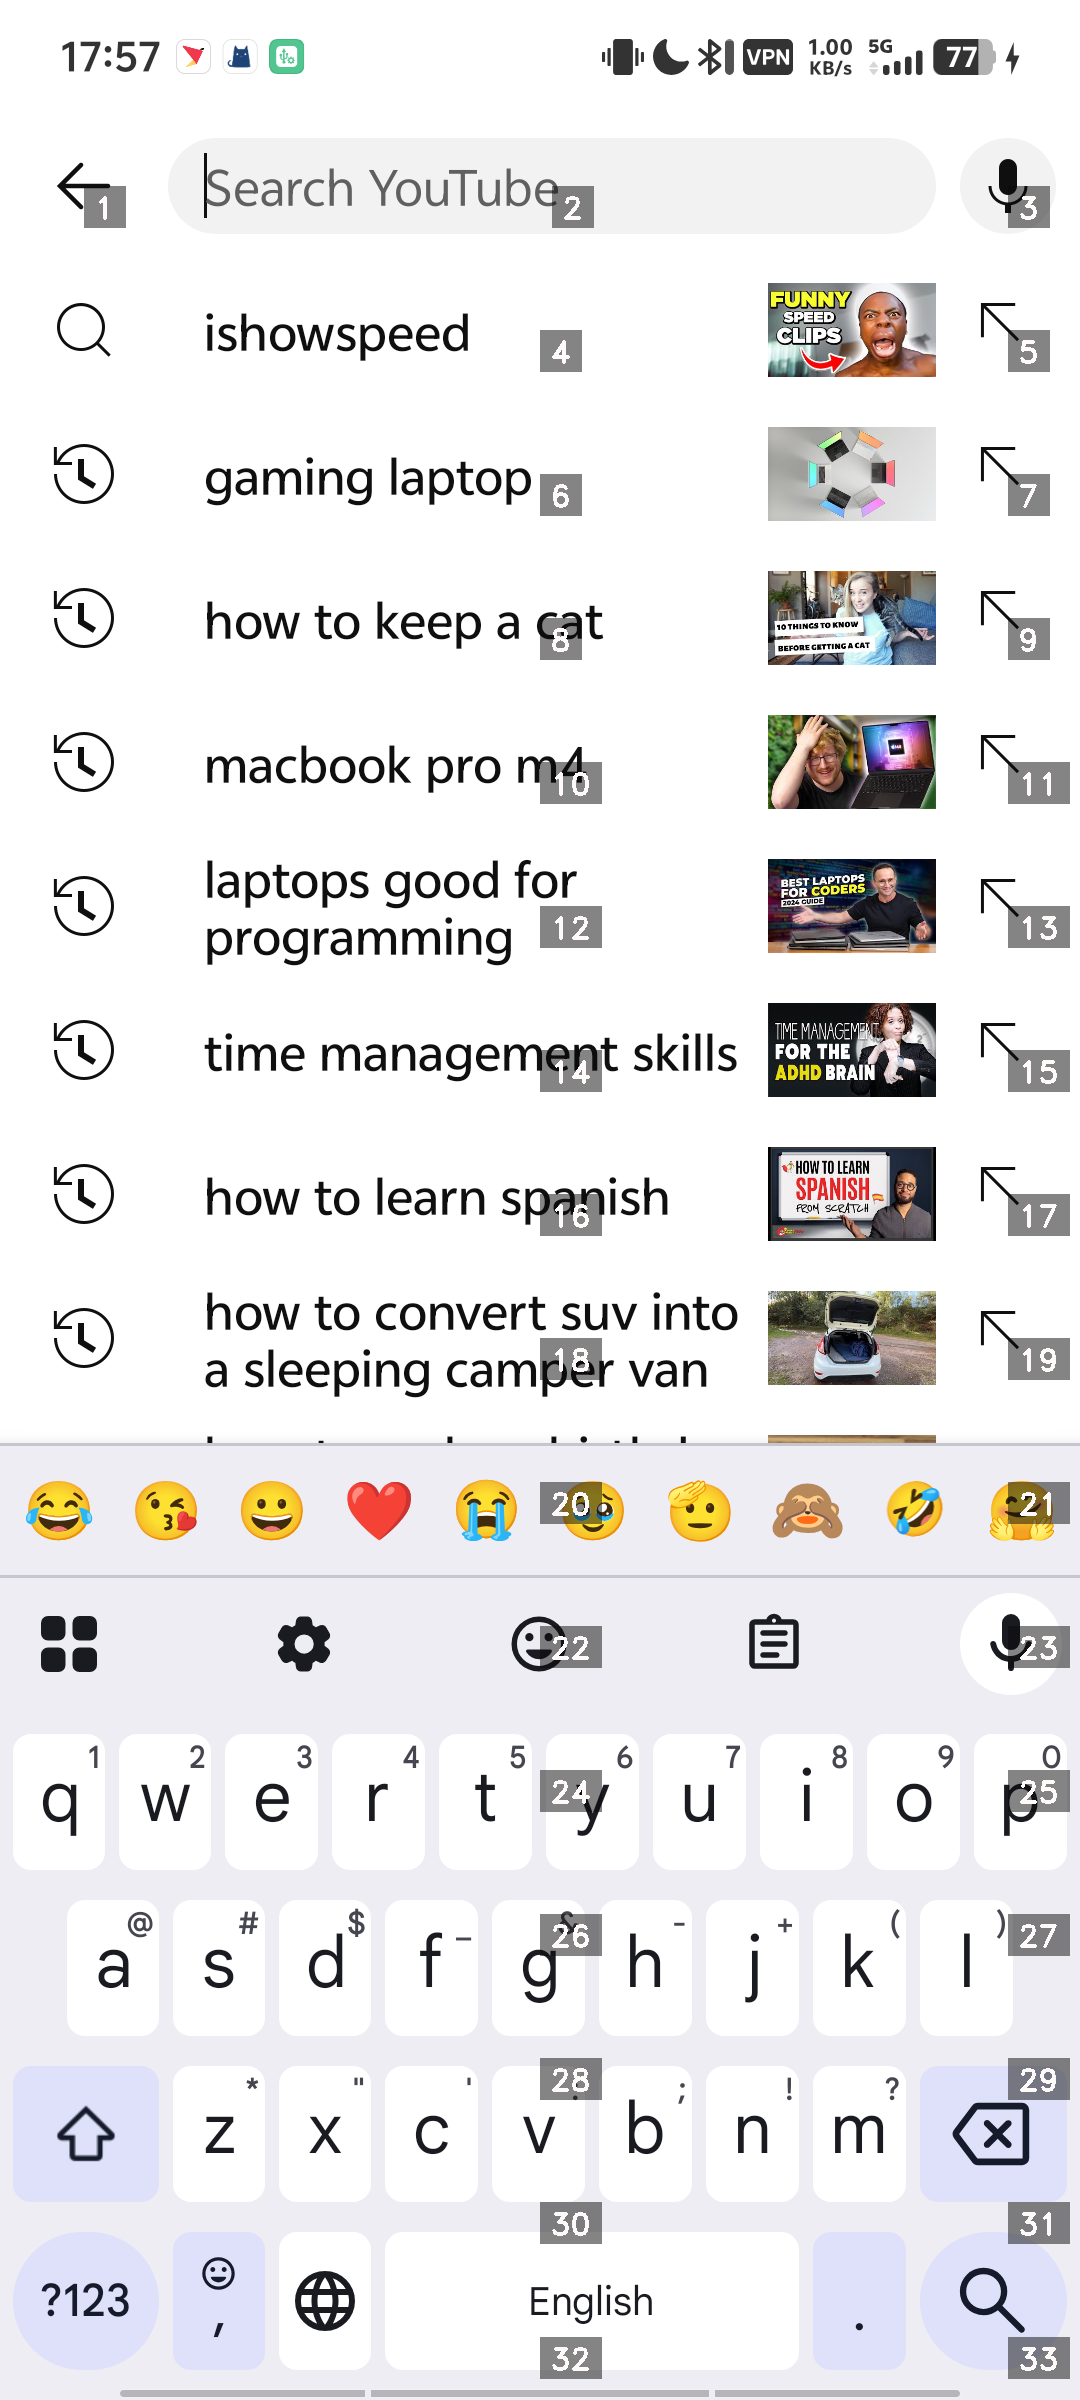 17:57
VPN 1.00 KB/s 5G 77
1
Search YouTube 2
3
ishowspeed 4
FUNNY
SPEED
CLIPS
5
gaming laptop 6
7
how to keep a cat 8
10 THINGS TO KNOW
BEFORE GETTING A CAT
9
macbook pro m4 10
11
laptops good for
programming 12
BEST LAPTOPS
FOR CODERS
2024 GUIDE
13
time management skills 14
TIME MANAGEMENT
FOR THE
ADHD BRAIN
15
how to learn spanish 16
HOW TO LEARN
SPANISH
FROM SCRATCH
17
how to convert suv into
a sleeping camper van 18
19
20 21
22 23
1 2 3 4 5 6 7 8 9 0
q w e r t y u i o p
24 25
@ # $ _ & - + ( )
a s d f g h j k l
26 27
* " ' : ; ! ?
z x c v b n m
28 29
30 31
?123 , English .
32 33